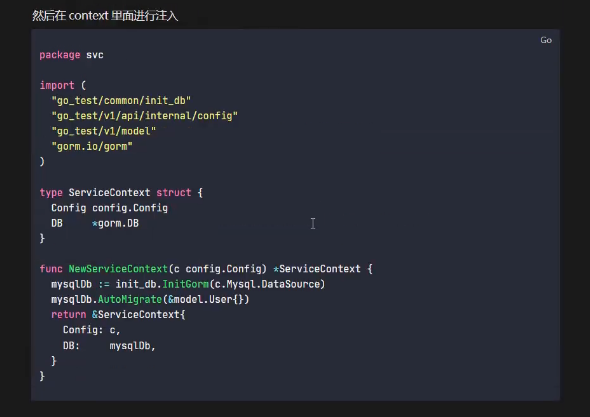 然后在 context 里面进行注入
Go
package svc
import (
"go_test/common/init_db"
"go_test/v1/api/internal/config"
"go_test/v1/model"
"gorm.io/gorm"
)
type ServiceContext struct {
Config config.Config
DB     *gorm.DB
}
func NewServiceContext(c config.Config) *ServiceContext {
mysqlDb := init_db.InitGorm(c.Mysql.DataSource)
mysqlDb.AutoMigrate(&model.User{})
return &ServiceContext{
Config: c,
DB:     mysqlDb,
}
}